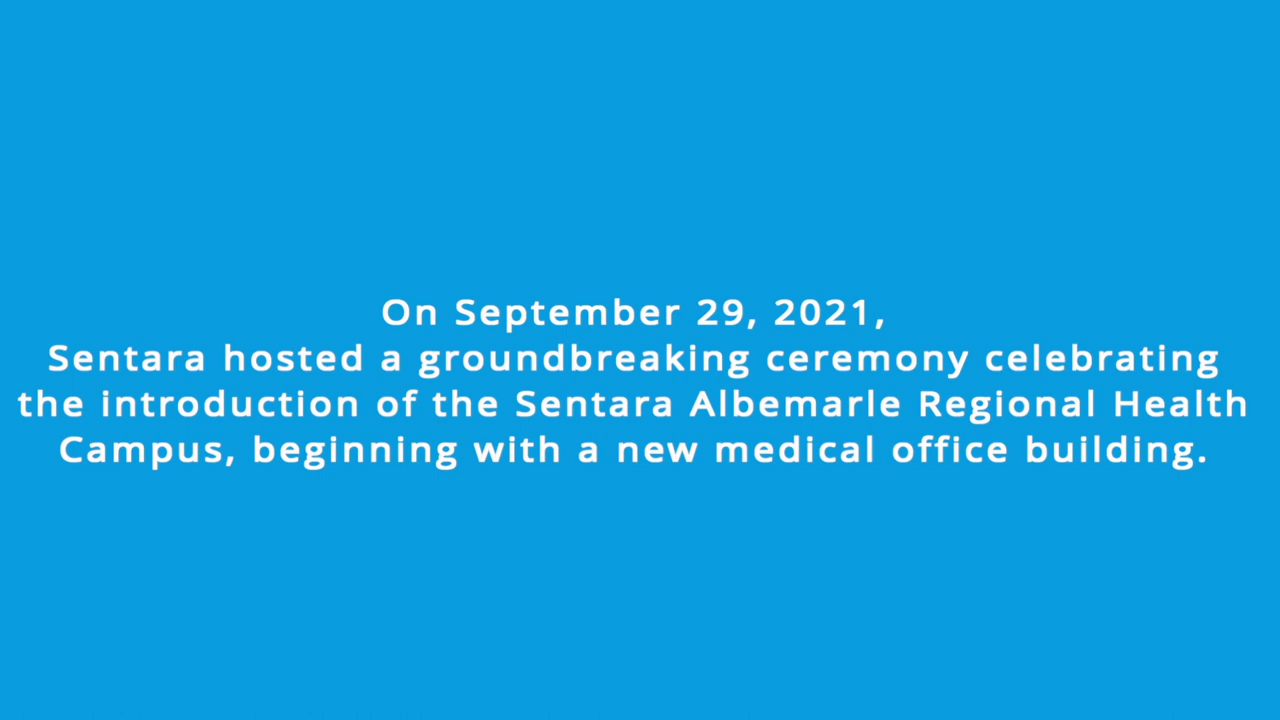 On September 29, 2021,
Sentara hosted a groundbreaking ceremony celebrating
the introduction of the Sentara Albemarle Regional Health
Campus, beginning with a new medical office building.